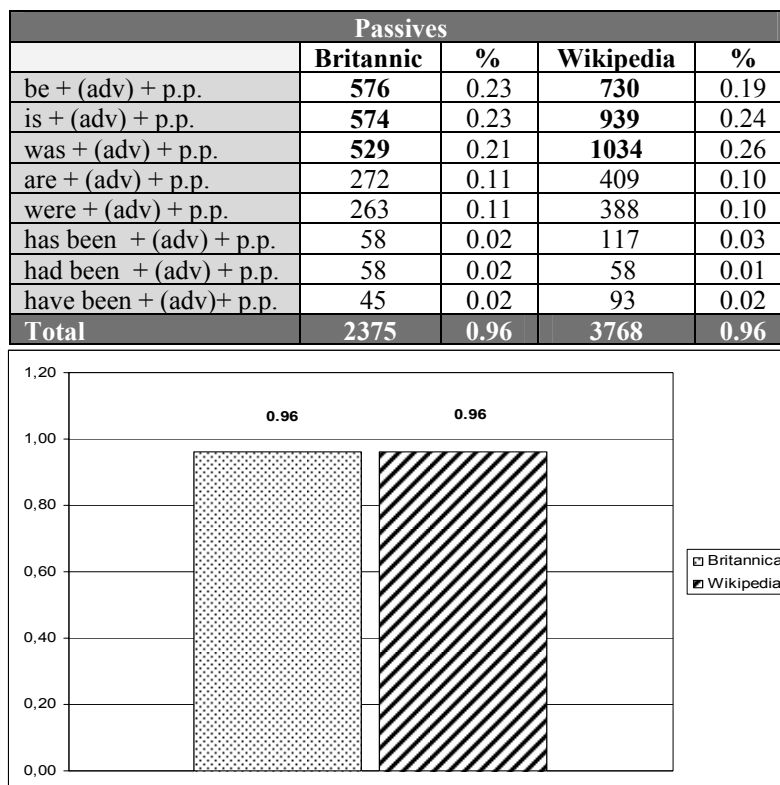 Passives
Britannic % Wikipedia %
be + (adv) + p.p. 576 0.23 730 0.19
is + (adv) + p.p. 574 0.23 939 0.24
was + (adv) + p.p. 529 0.21 1034 0.26
are + (adv) + p.p. 272 0.11 409 0.10
were + (adv) + p.p. 263 0.11 388 0.10
has been + (adv) + p.p. 58 0.02 117 0.03
had been + (adv) + p.p. 58 0.02 58 0.01
have been + (adv)+ p.p. 45 0.02 93 0.02
Total 2375 0.96 3768 0.96
1,20
0.96 0.96
1,00
0,80
0,60
Britannica
Wikipedia
0,40
0,20
0,00